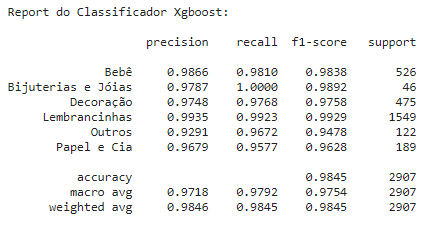 Report do Classificador Xgboost:
precision recall f1-score support
Bebê 0.9866 0.9810 0.9838 526
Bijuterias e Jóias 0.9787 1.0000 0.9892 46
Decoração 0.9748 0.9768 0.9758 475
Lembrancinhas 0.9935 0.9923 0.9929 1549
Outros 0.9291 0.9672 0.9478 122
Papel e Cia 0.9679 0.9577 0.9628 189
accuracy 0.9845 2907
macro avg 0.9718 0.9792 0.9754 2907
weighted avg 0.9846 0.9845 0.9845 2907